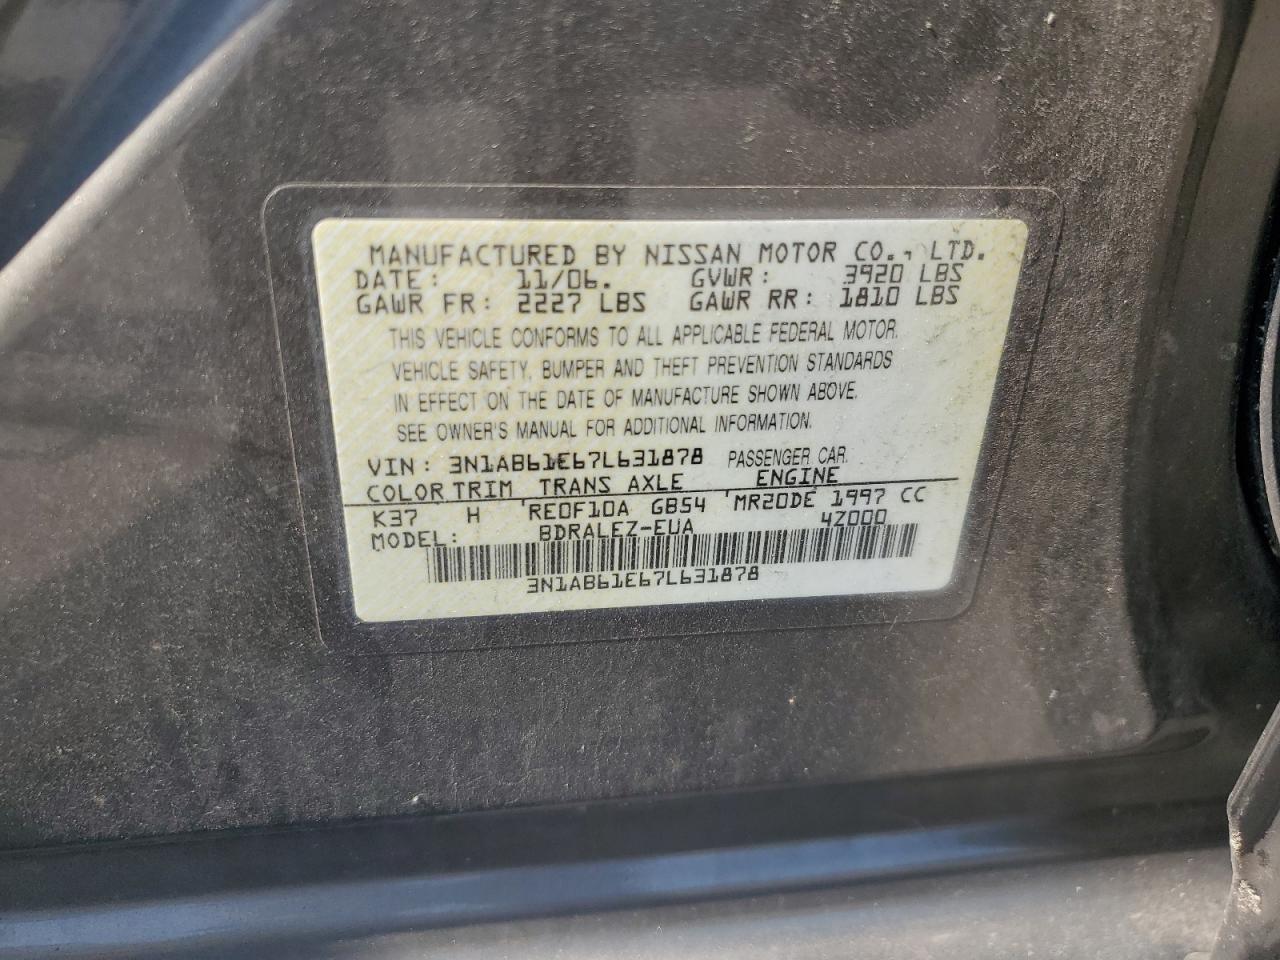 MANUFACTURED BY NISSAN MOTOR CO., LTD.
DATE: 11/06. GVWR: 3920 LBS
GAWR FR: 2227 LBS GAWR RR: 1810 LBS
THIS VEHICLE CONFORMS TO ALL APPLICABLE FEDERAL MOTOR
VEHICLE SAFETY, BUMPER AND THEFT PREVENTION STANDARDS
IN EFFECT ON THE DATE OF MANUFACTURE SHOWN ABOVE.
SEE OWNER'S MANUAL FOR ADDITIONAL INFORMATION.
VIN: 3N1AB61E67L631878 PASSENGER CAR.
COLOR TRIM TRANS AXLE ENGINE
K37 H RE0F10A GB54 MR20DE 1997 CC
MODEL: BDRALEZ-EUA 4Z000
3N1AB61E67L631878